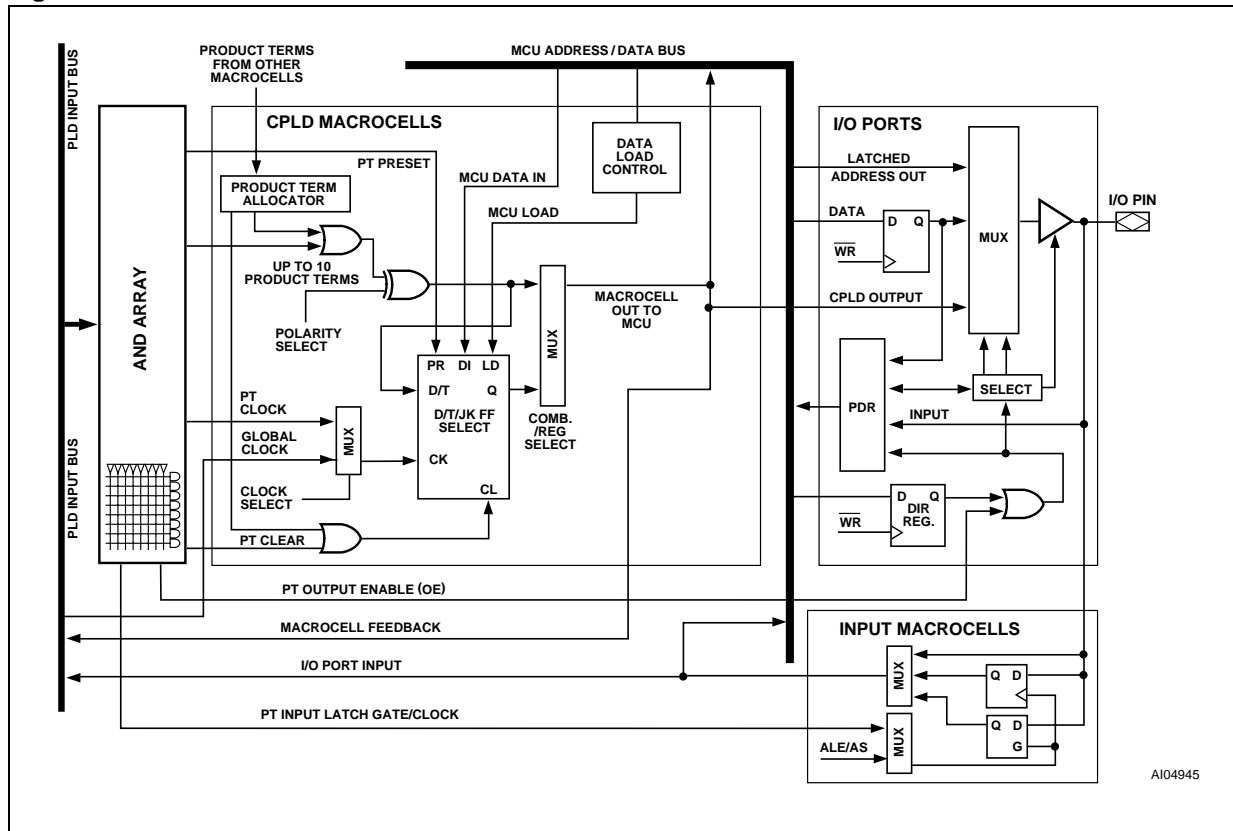 PRODUCT TERMS
FROM OTHER
MACROCELLS
MCU ADDRESS / DATA BUS
PLD INPUT BUS
CPLD MACROCELLS
I/O PORTS
PT PRESET
DATA
LOAD
CONTROL
LATCHED
ADDRESS OUT
MCU DATA IN
PRODUCT TERM
ALLOCATOR
MCU LOAD
DATA
D Q
MUX
I/O PIN
WR
UP TO 10
PRODUCT TERMS
MACROCELL
OUT TO
MCU
CPLD OUTPUT
POLARITY
SELECT
MUX
AND ARRAY
PR DI LD
D/T Q
D/T/JK FF
SELECT
CK
CL
COMB.
/REG
SELECT
PDR
SELECT
INPUT
PT
CLOCK
GLOBAL
CLOCK
MUX
CLOCK
SELECT
PLD INPUT BUS
D Q
DIR
REG.
WR
PT CLEAR
PT OUTPUT ENABLE (OE)
MACROCELL FEEDBACK
INPUT MACROCELLS
I/O PORT INPUT
MUX
Q D
PT INPUT LATCH GATE/CLOCK
Q D
G
MUX
ALE/AS
AI04945